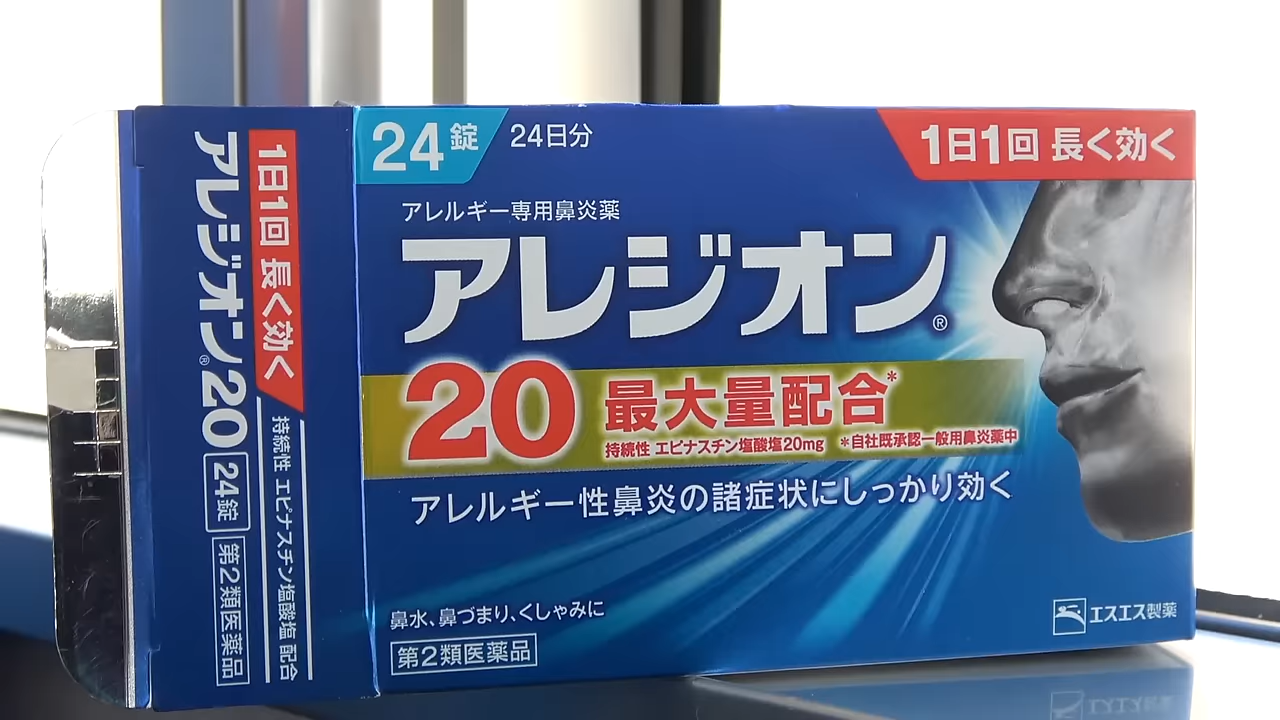 1日1回 長く効く
アレジオン®20 24錠 第2類医薬品
持続性 エピナスチン塩酸塩 配合
24錠 24日分
1日1回 長く効く
アレルギー専用鼻炎薬
アレジオン®
20 最大量配合*
持続性 エピナスチン塩酸塩20mg *自社既承認一般用鼻炎薬中
アレルギー性鼻炎の諸症状にしっかり効く
鼻水、鼻づまり、くしゃみに
第2類医薬品
エスエス製薬